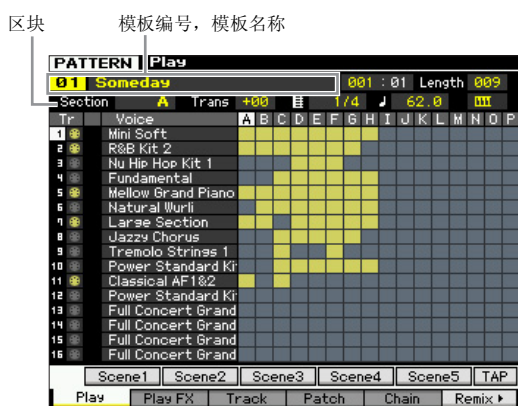 区块 模板编号，模板名称
PATTERN Play
01 Someday 001 : 01 Length 009
Section A Trans +00 1/4 62.0
Tr Voice A B C D E F G H I J K L M N O P
1 Mini Soft
2 R&B Kit 2
3 Nu Hip Hop Kit 1
4 Fundamental
5 Mellow Grand Piano
6 Natural Wurli
7 Large Section
8 Jazzy Chorus
9 Tremolo Strings 1
10 Power Standard Ki
11 Classical AF1&2
12 Power Standard Ki
13 Full Concert Grand
14 Full Concert Grand
15 Full Concert Grand
16 Full Concert Grand
Scene1 Scene2 Scene3 Scene4 Scene5 TAP
Play Play FX Track Patch Chain Remix